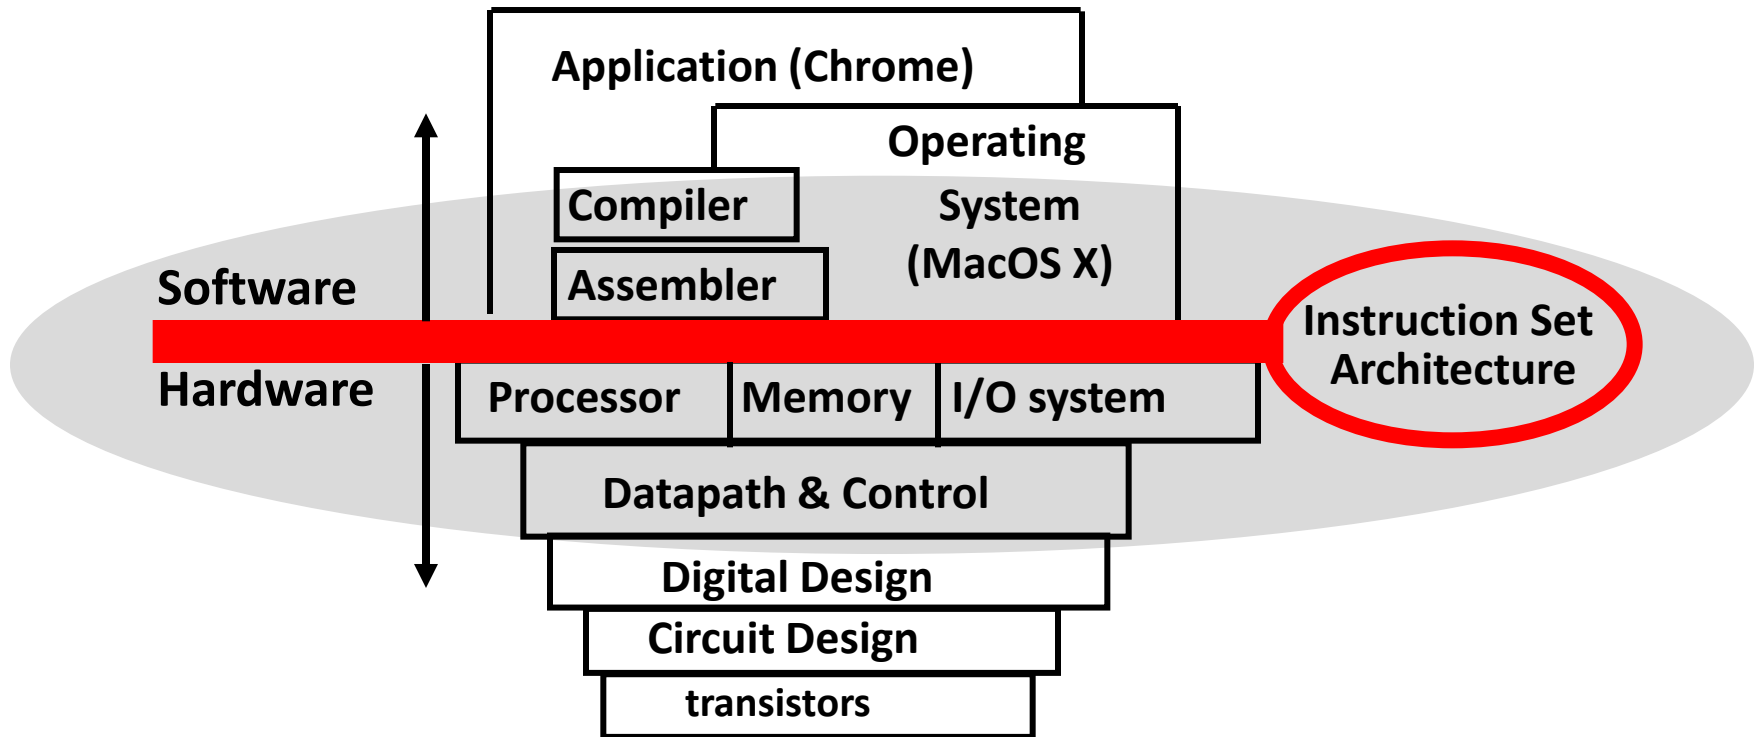 Application (Chrome)
Operating
System
(MacOS X)
Compiler
Assembler
Software
Instruction Set
Architecture
Hardware
Processor
Memory
I/O system
Datapath & Control
Digital Design
Circuit Design
transistors